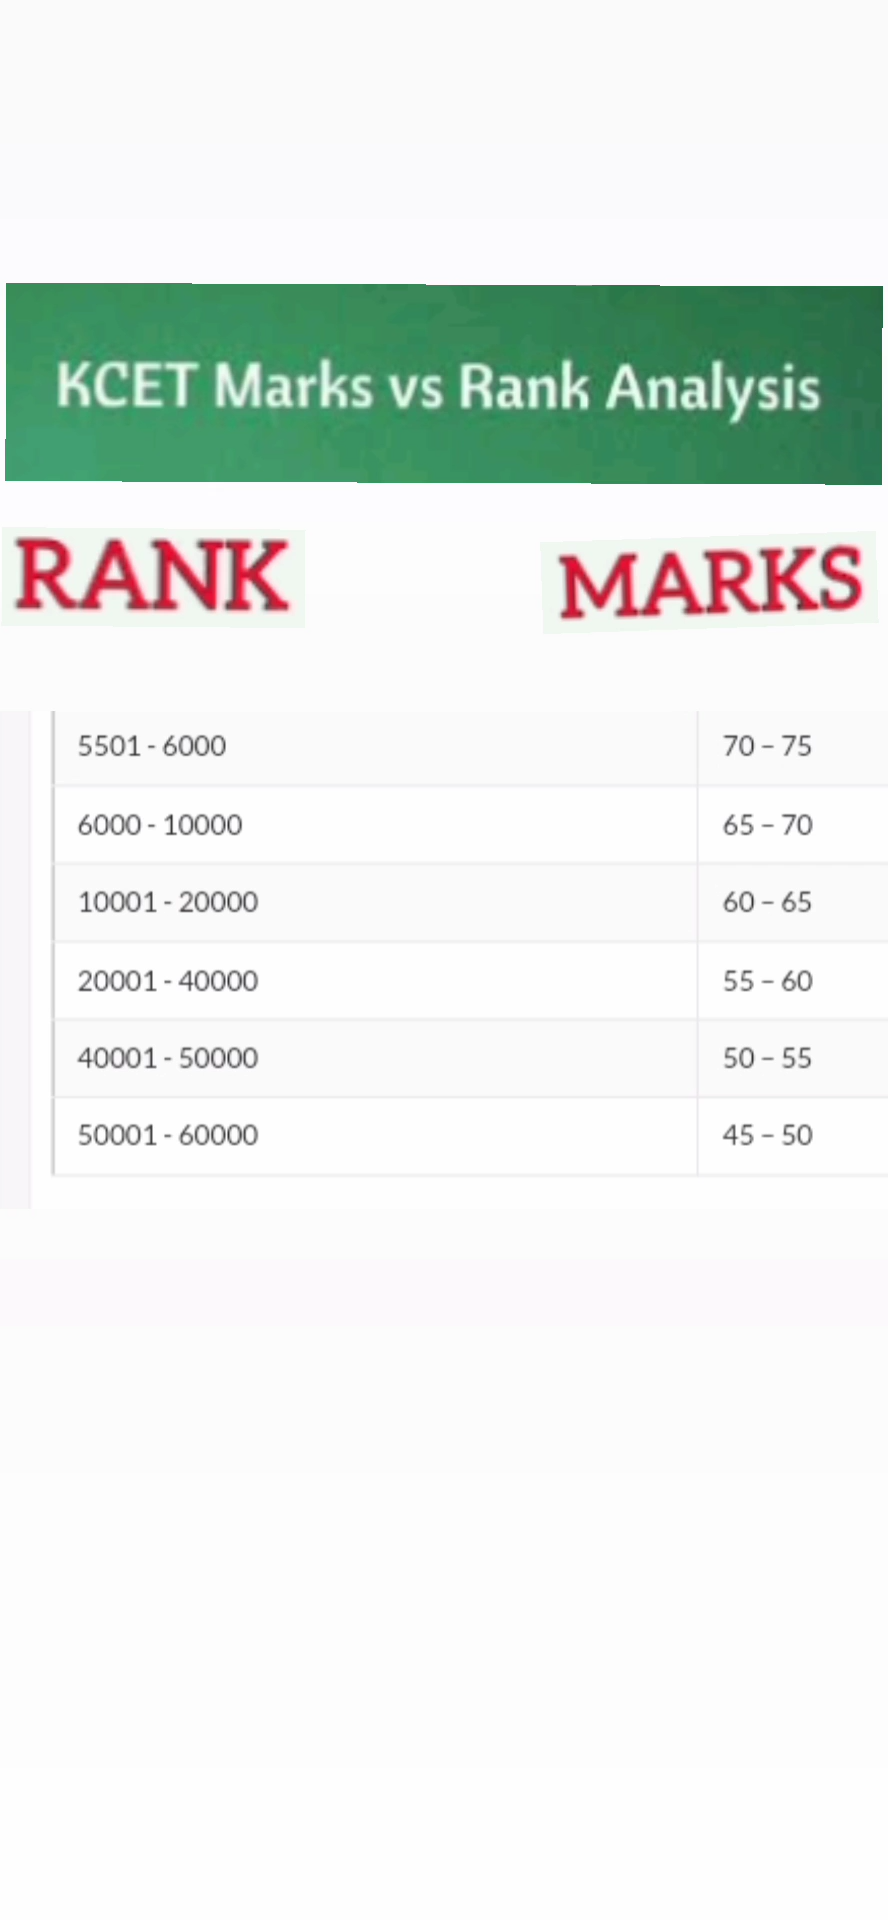 KCET Marks vs Rank Analysis
RANK MARKS
5501 - 6000 70 – 75
6000 - 10000 65 – 70
10001 - 20000 60 – 65
20001 - 40000 55 – 60
40001 - 50000 50 – 55
50001 - 60000 45 – 50